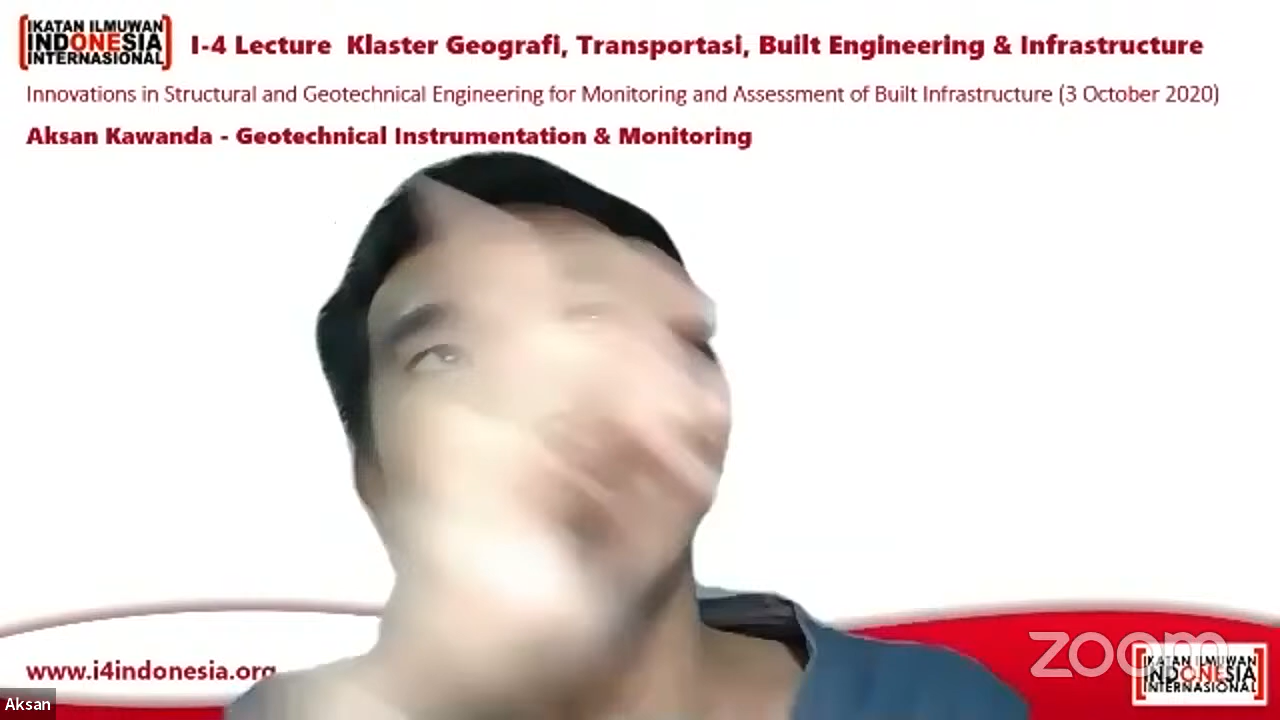 IKATAN ILMUWAN
INDONESIA
INTERNASIONAL
I-4 Lecture Klaster Geografi, Transportasi, Built Engineering & Infrastructure
Innovations in Structural and Geotechnical Engineering for Monitoring and Assessment of Built Infrastructure (3 October 2020)
Aksan Kawanda - Geotechnical Instrumentation & Monitoring
www.i4indonesia.org
zoom
IKATAN ILMUWAN
INDONESIA
INTERNASIONAL
Aksan